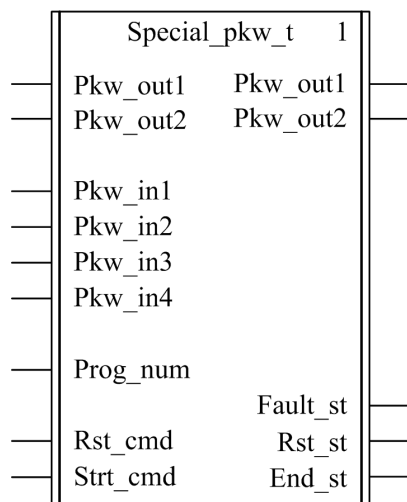 Special_pkw_t 1
Pkw_out1 Pkw_out1
Pkw_out2 Pkw_out2
Pkw_in1
Pkw_in2
Pkw_in3
Pkw_in4
Prog_num
Fault_st
Rst_cmd Rst_st
Strt_cmd End_st